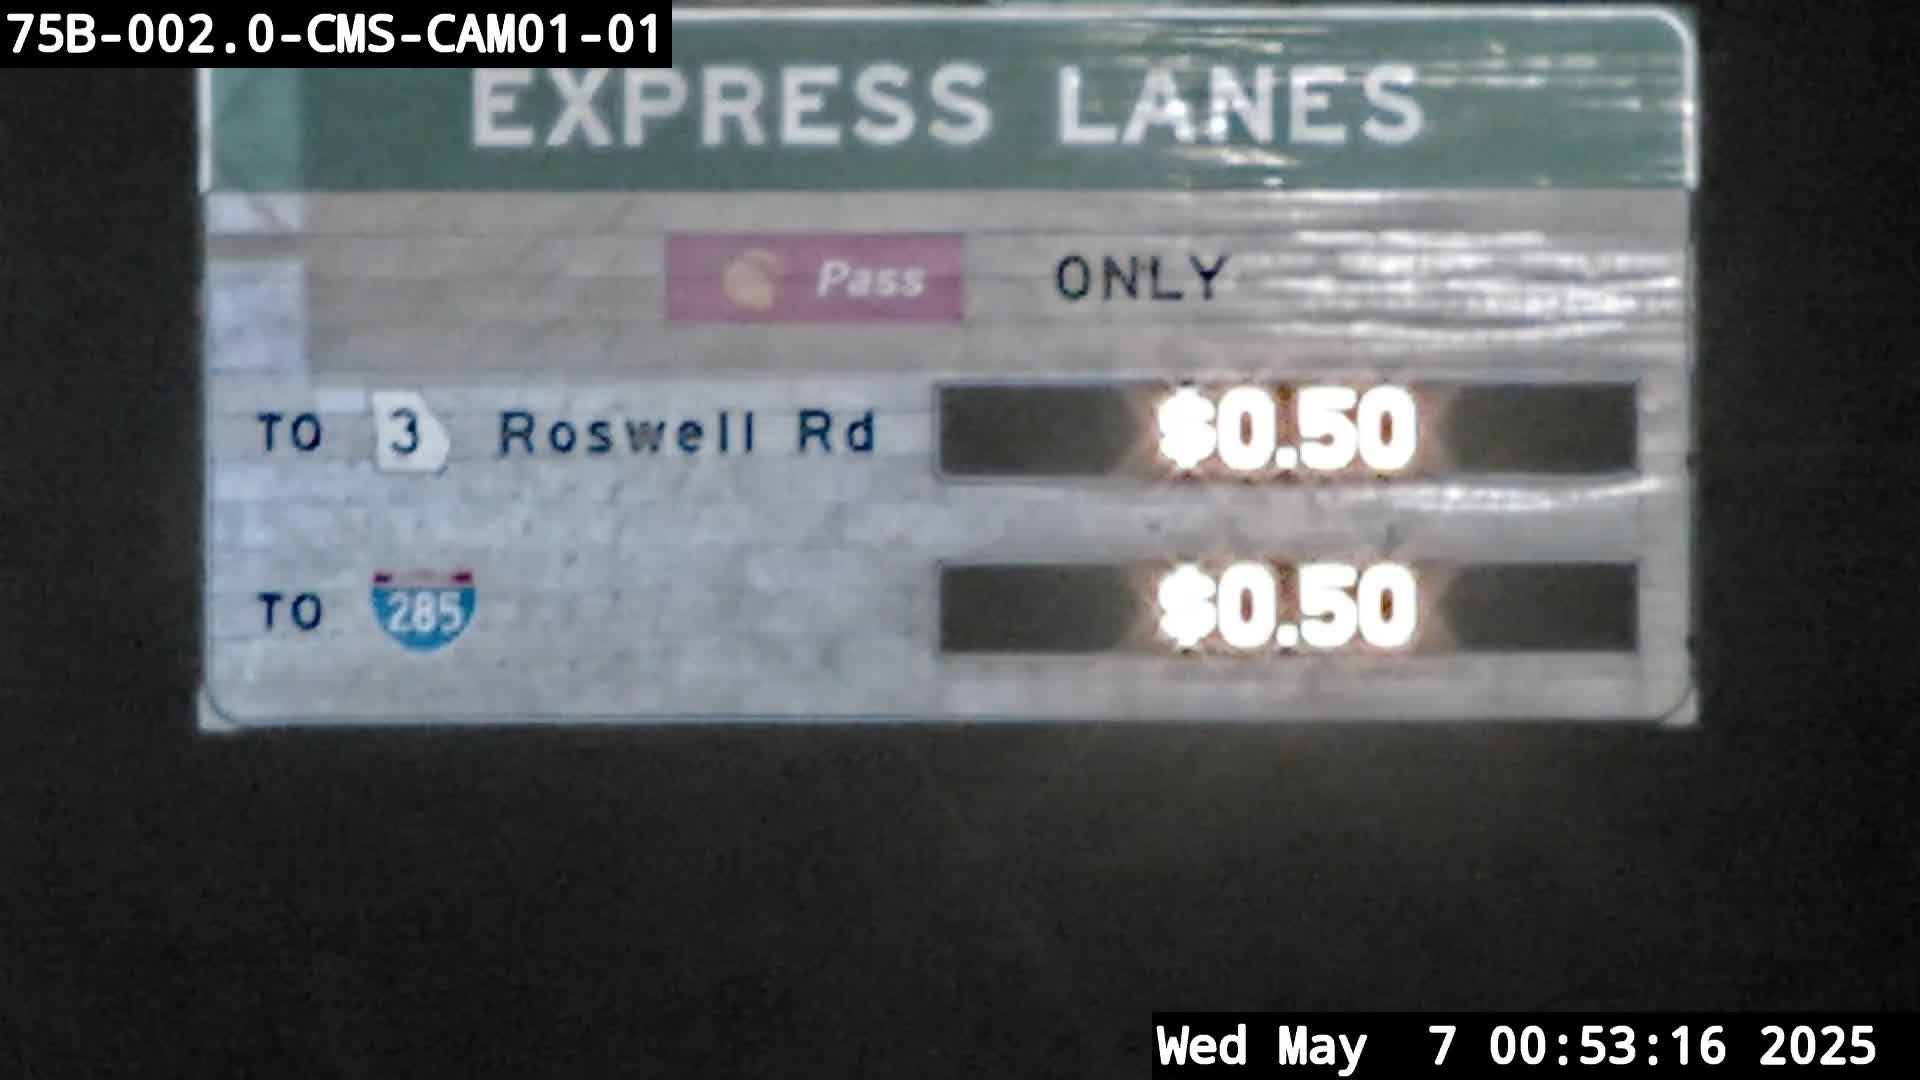 75B-002.0-CMS-CAM01-01
EXPRESS LANES
Pass ONLY
TO 3 Roswell Rd $0.50
TO 285 $0.50
Wed May 7 00:53:16 2025